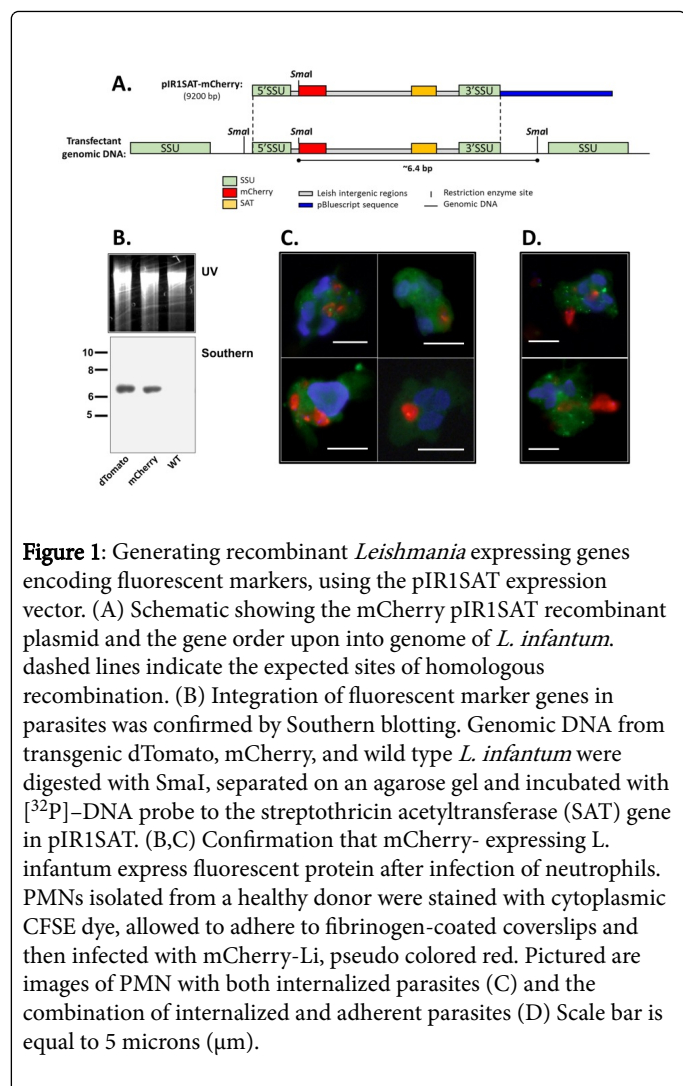 A.
SmaI
pIR1SAT-mCherry:
(9200 bp)
5'SSU
3'SSU
Transfectant
genomic DNA:
SSU
SmaI
5'SSU
SmaI
3'SSU
SmaI
SSU
~6.4 bp
SSU
mCherry
SAT
Leish intergenic regions
pBluescript sequence
Restriction enzyme site
Genomic DNA
B.
UV
Southern
10
8
6
5
dTomato
mCherry
WT
C.
D.
Figure 1: Generating recombinant Leishmania expressing genes
encoding fluorescent markers, using the pIR1SAT expression
vector. (A) Schematic showing the mCherry pIR1SAT recombinant
plasmid and the gene order upon into genome of L. infantum.
dashed lines indicate the expected sites of homologous
recombination. (B) Integration of fluorescent marker genes in
parasites was confirmed by Southern blotting. Genomic DNA from
transgenic dTomato, mCherry, and wild type L. infantum were
digested with SmaI, separated on an agarose gel and incubated with
[³²P]–DNA probe to the streptothricin acetyltransferase (SAT) gene
in pIR1SAT. (B,C) Confirmation that mCherry- expressing L.
infantum express fluorescent protein after infection of neutrophils.
PMNs isolated from a healthy donor were stained with cytoplasmic
CFSE dye, allowed to adhere to fibrinogen-coated coverslips and
then infected with mCherry-Li, pseudo colored red. Pictured are
images of PMN with both internalized parasites (C) and the
combination of internalized and adherent parasites (D) Scale bar is
equal to 5 microns (μm).